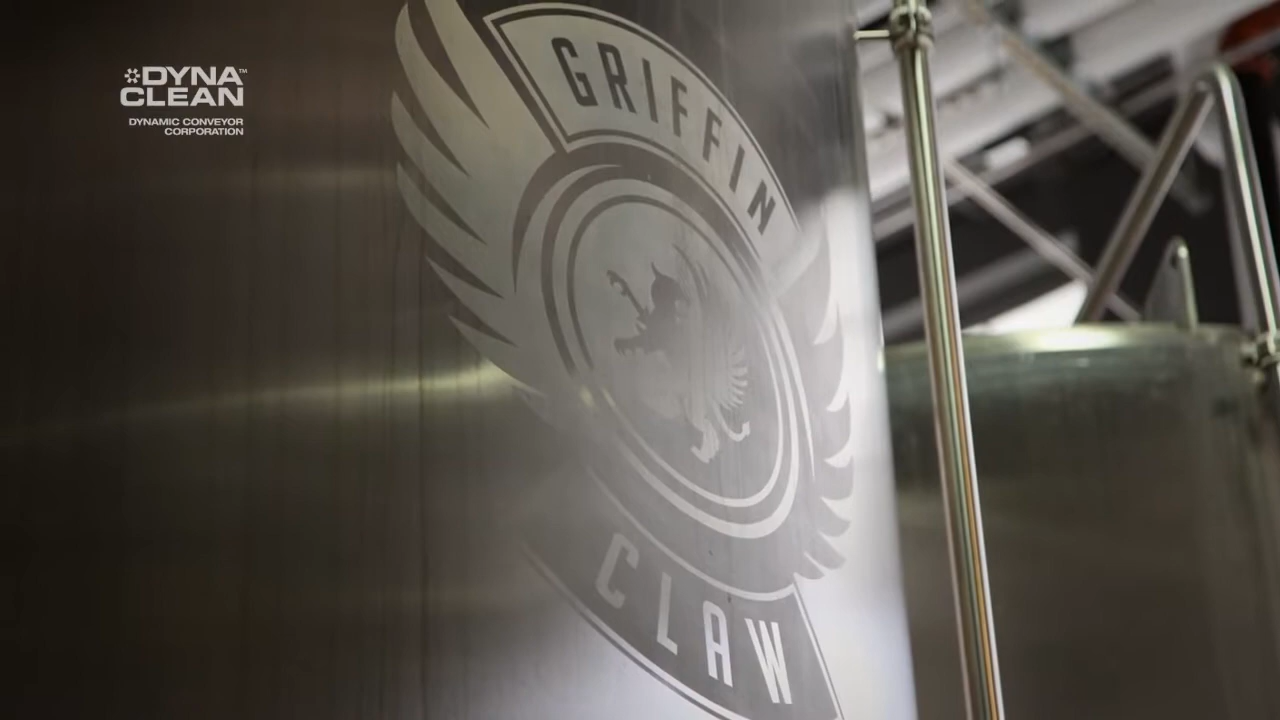 DYNA™
CLEAN
DYNAMIC CONVEYOR
CORPORATION
GRIFFIN
CLAW